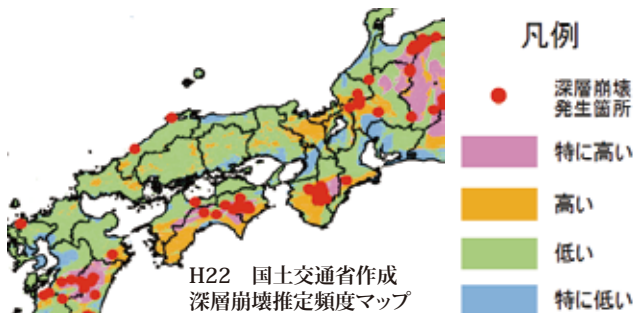 凡例
深層崩壊
発生箇所
特に高い
高い
低い
特に低い
H22 国土交通省作成
深層崩壊推定頻度マップ